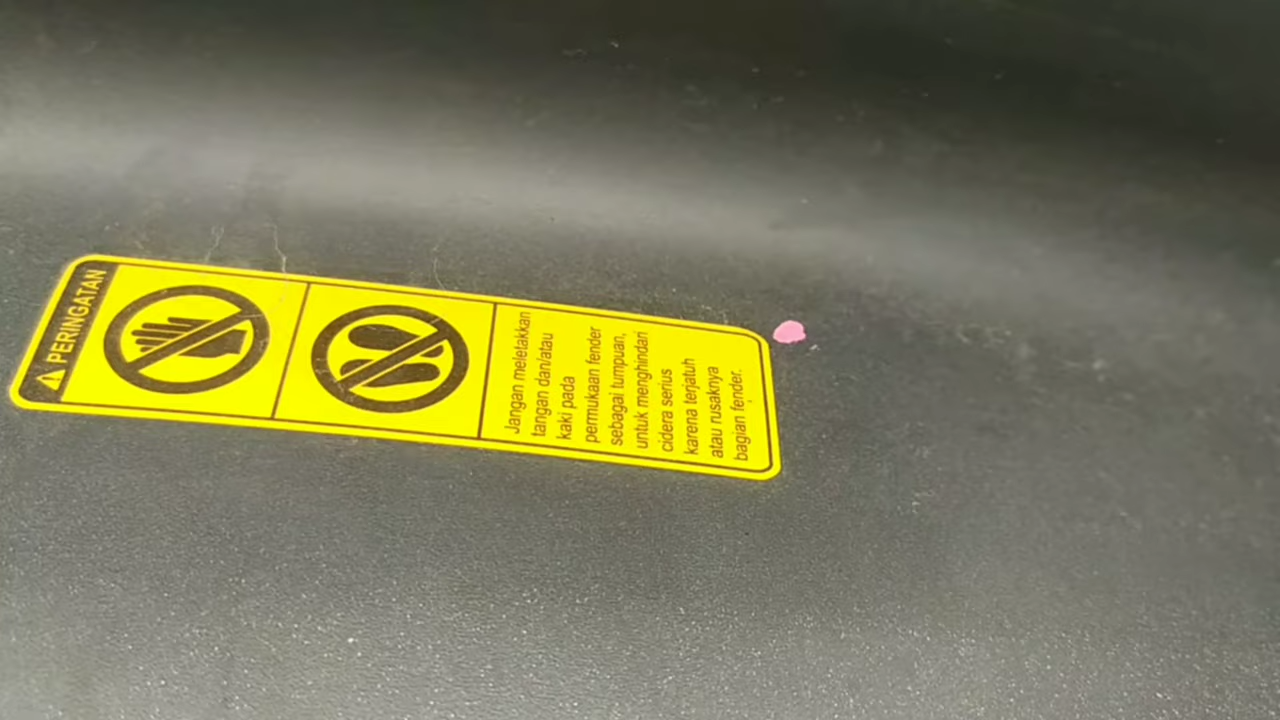 PERINGATAN
Jangan meletakkan
tangan dan/atau
kaki pada
permukaan fender
sebagai tumpuan,
untuk menghindari
cidera serius
karena terjatuh
atau rusaknya
bagian fender.